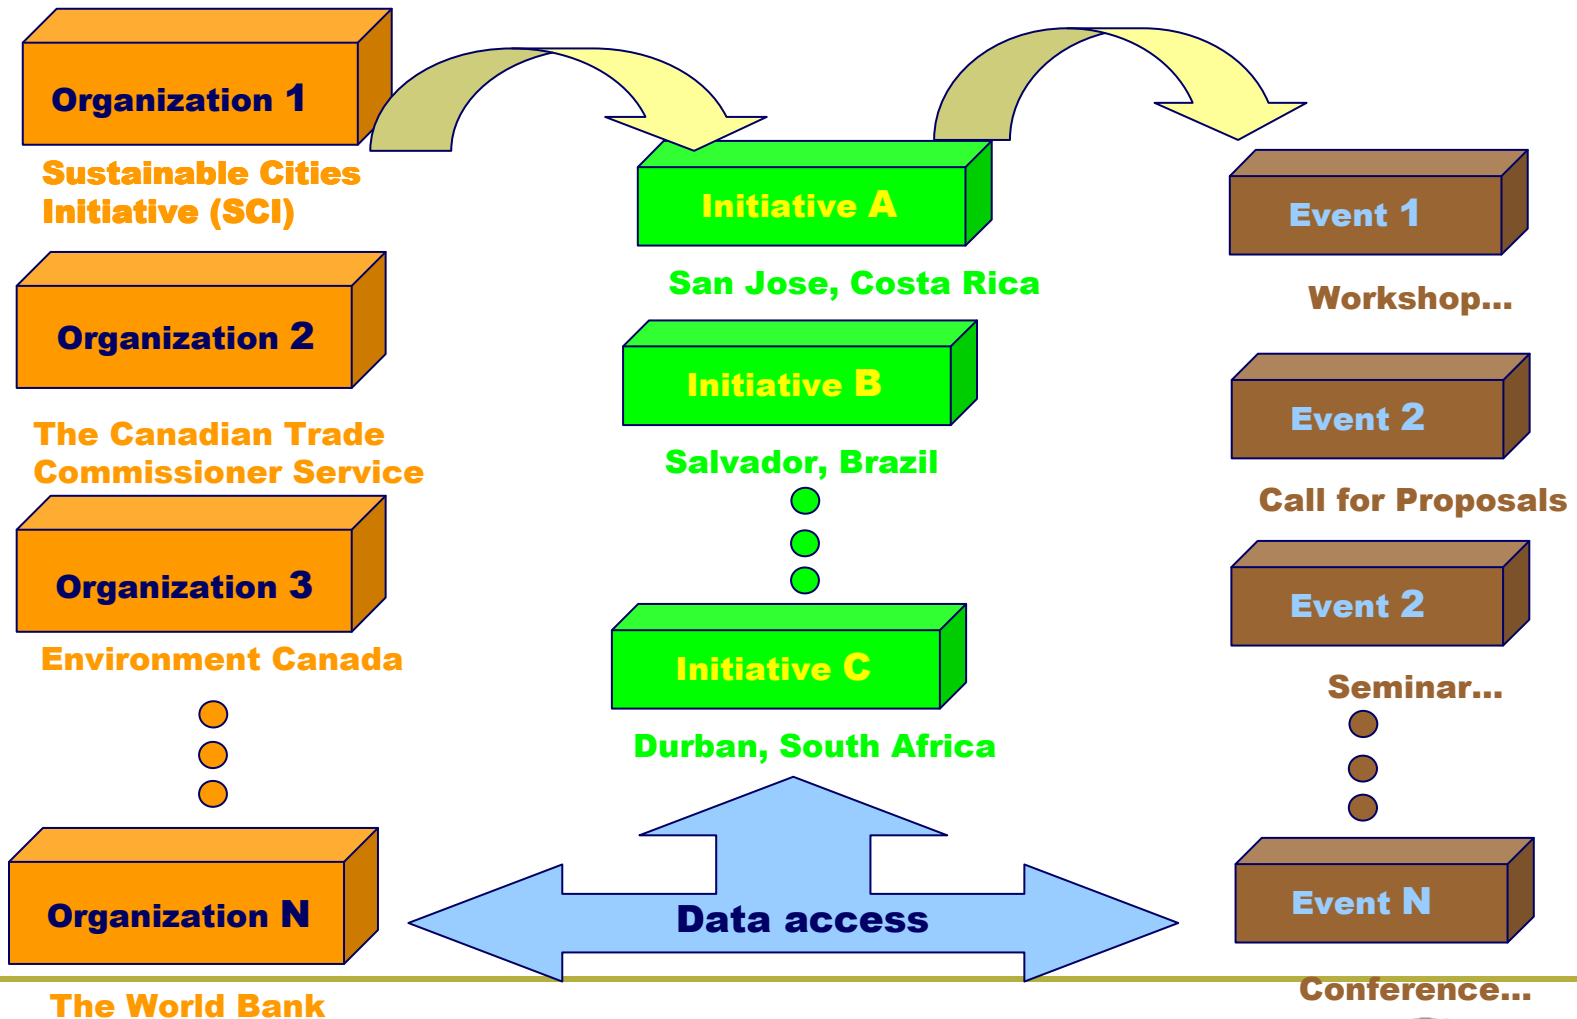 Organization 1
Sustainable Cities
Initiative (SCI)
Organization 2
The Canadian Trade
Commissioner Service
Organization 3
Environment Canada
Organization N
The World Bank
Initiative A
San Jose, Costa Rica
Initiative B
Salvador, Brazil
Initiative C
Durban, South Africa
Data access
Event 1
Workshop...
Event 2
Call for Proposals
Event 2
Seminar...
Event N
Conference...